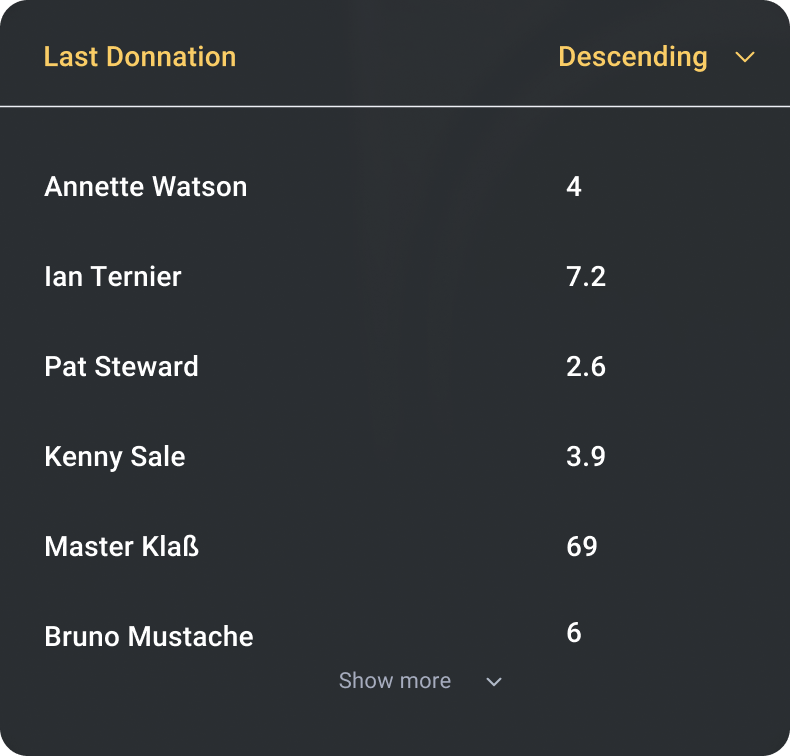 Last Donnation Descending
Annette Watson 4
Ian Ternier 7.2
Pat Steward 2.6
Kenny Sale 3.9
Master Klaß 69
Bruno Mustache 6
Show more